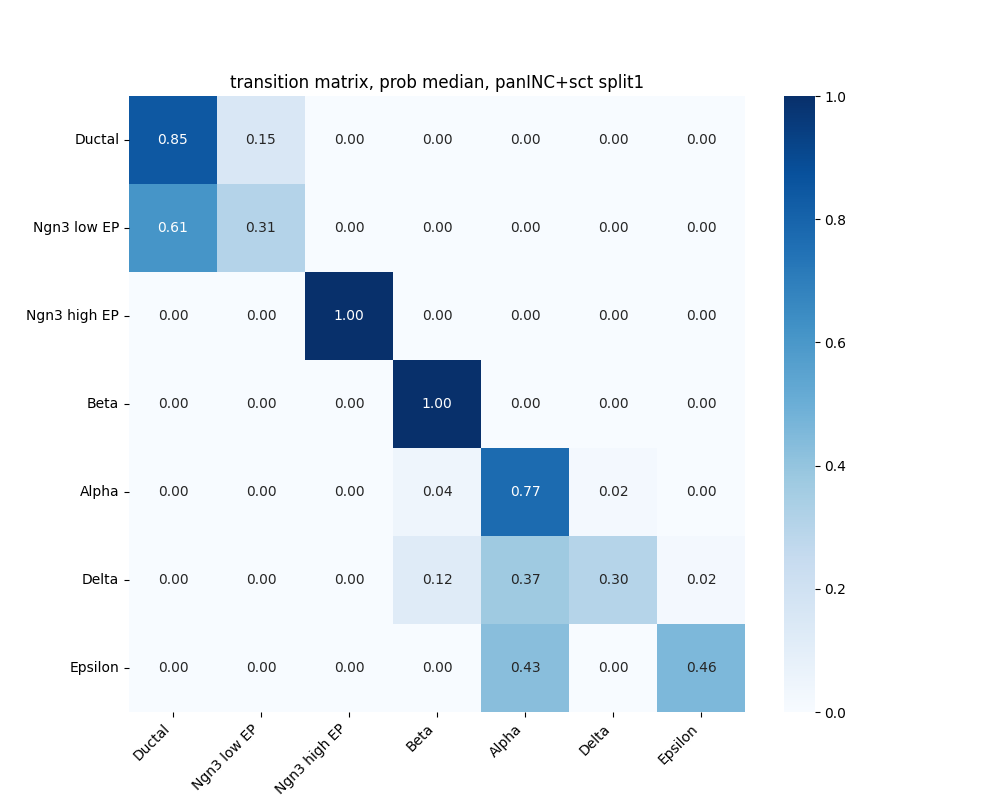 transition matrix, prob median, panINC+sct split1
Ductal 0.85 0.15 0.00 0.00 0.00 0.00 0.00
Ngn3 low EP 0.61 0.31 0.00 0.00 0.00 0.00 0.00
Ngn3 high EP 0.00 0.00 1.00 0.00 0.00 0.00 0.00
Beta 0.00 0.00 0.00 1.00 0.00 0.00 0.00
Alpha 0.00 0.00 0.00 0.04 0.77 0.02 0.00
Delta 0.00 0.00 0.00 0.12 0.37 0.30 0.02
Epsilon 0.00 0.00 0.00 0.00 0.43 0.00 0.46
Ductal
Ngn3 low EP
Ngn3 high EP
Beta
Alpha
Delta
Epsilon
1.0
0.8
0.6
0.4
0.2
0.0